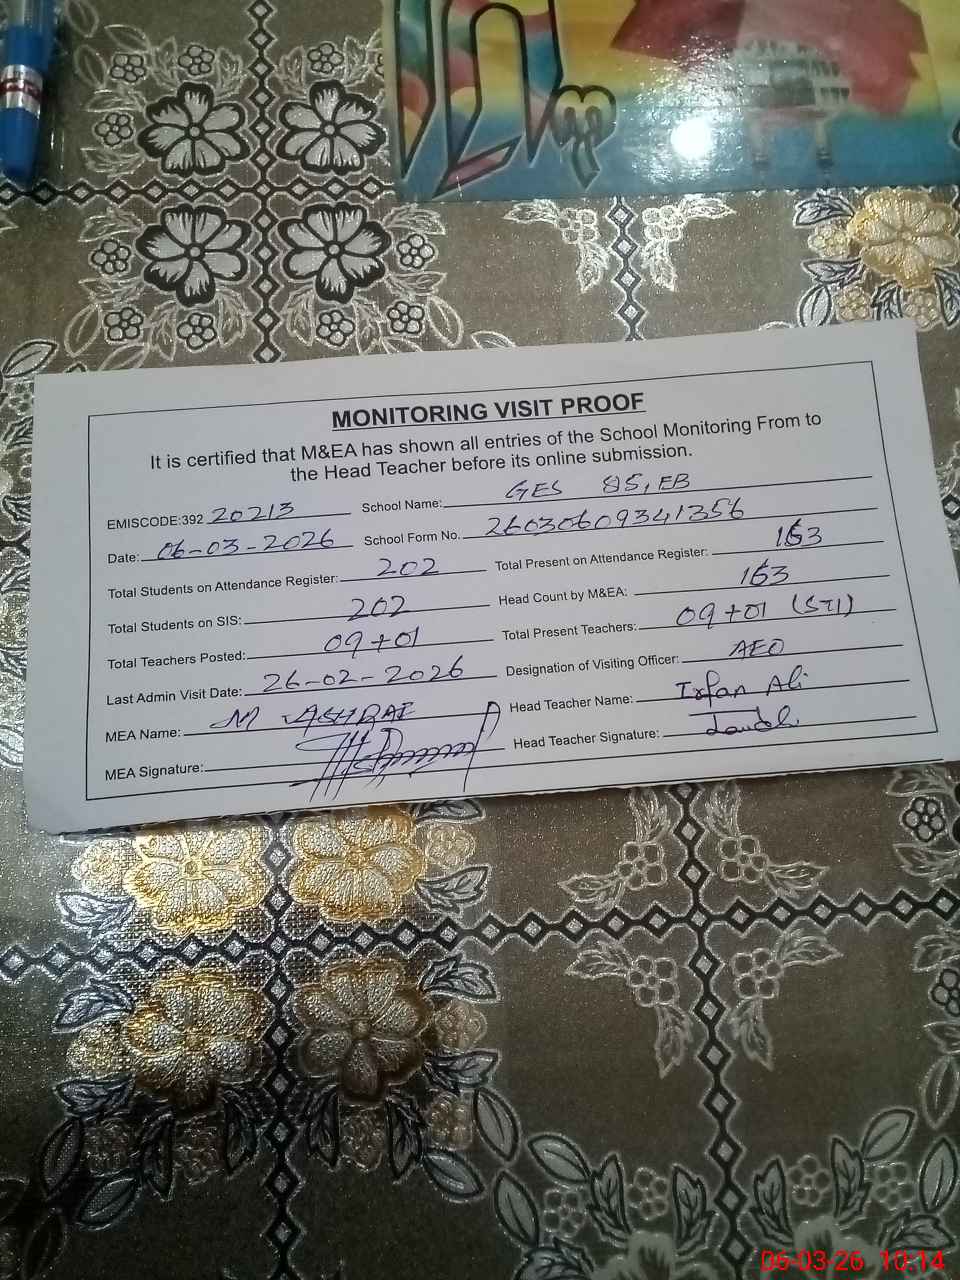 MONITORING VISIT PROOF
It is certified that M&EA has shown all entries of the School Monitoring From to
the Head Teacher before its online submission.
EMISCODE:392 20213 School Name: GES 85, EB
Date: 06-03-2026 School Form No. 26030609341356
Total Students on Attendance Register: 202 Total Present on Attendance Register: 163
Total Students on SIS: 202 Head Count by M&EA: 163
Total Teachers Posted: 09+01 Total Present Teachers: 09+01 (STI)
Last Admin Visit Date: 26-02-2026 Designation of Visiting Officer: AEO
MEA Name: M ASHRAF Head Teacher Name: Irfan Ali
MEA Signature: Head Teacher Signature:
06-03-26 10:14